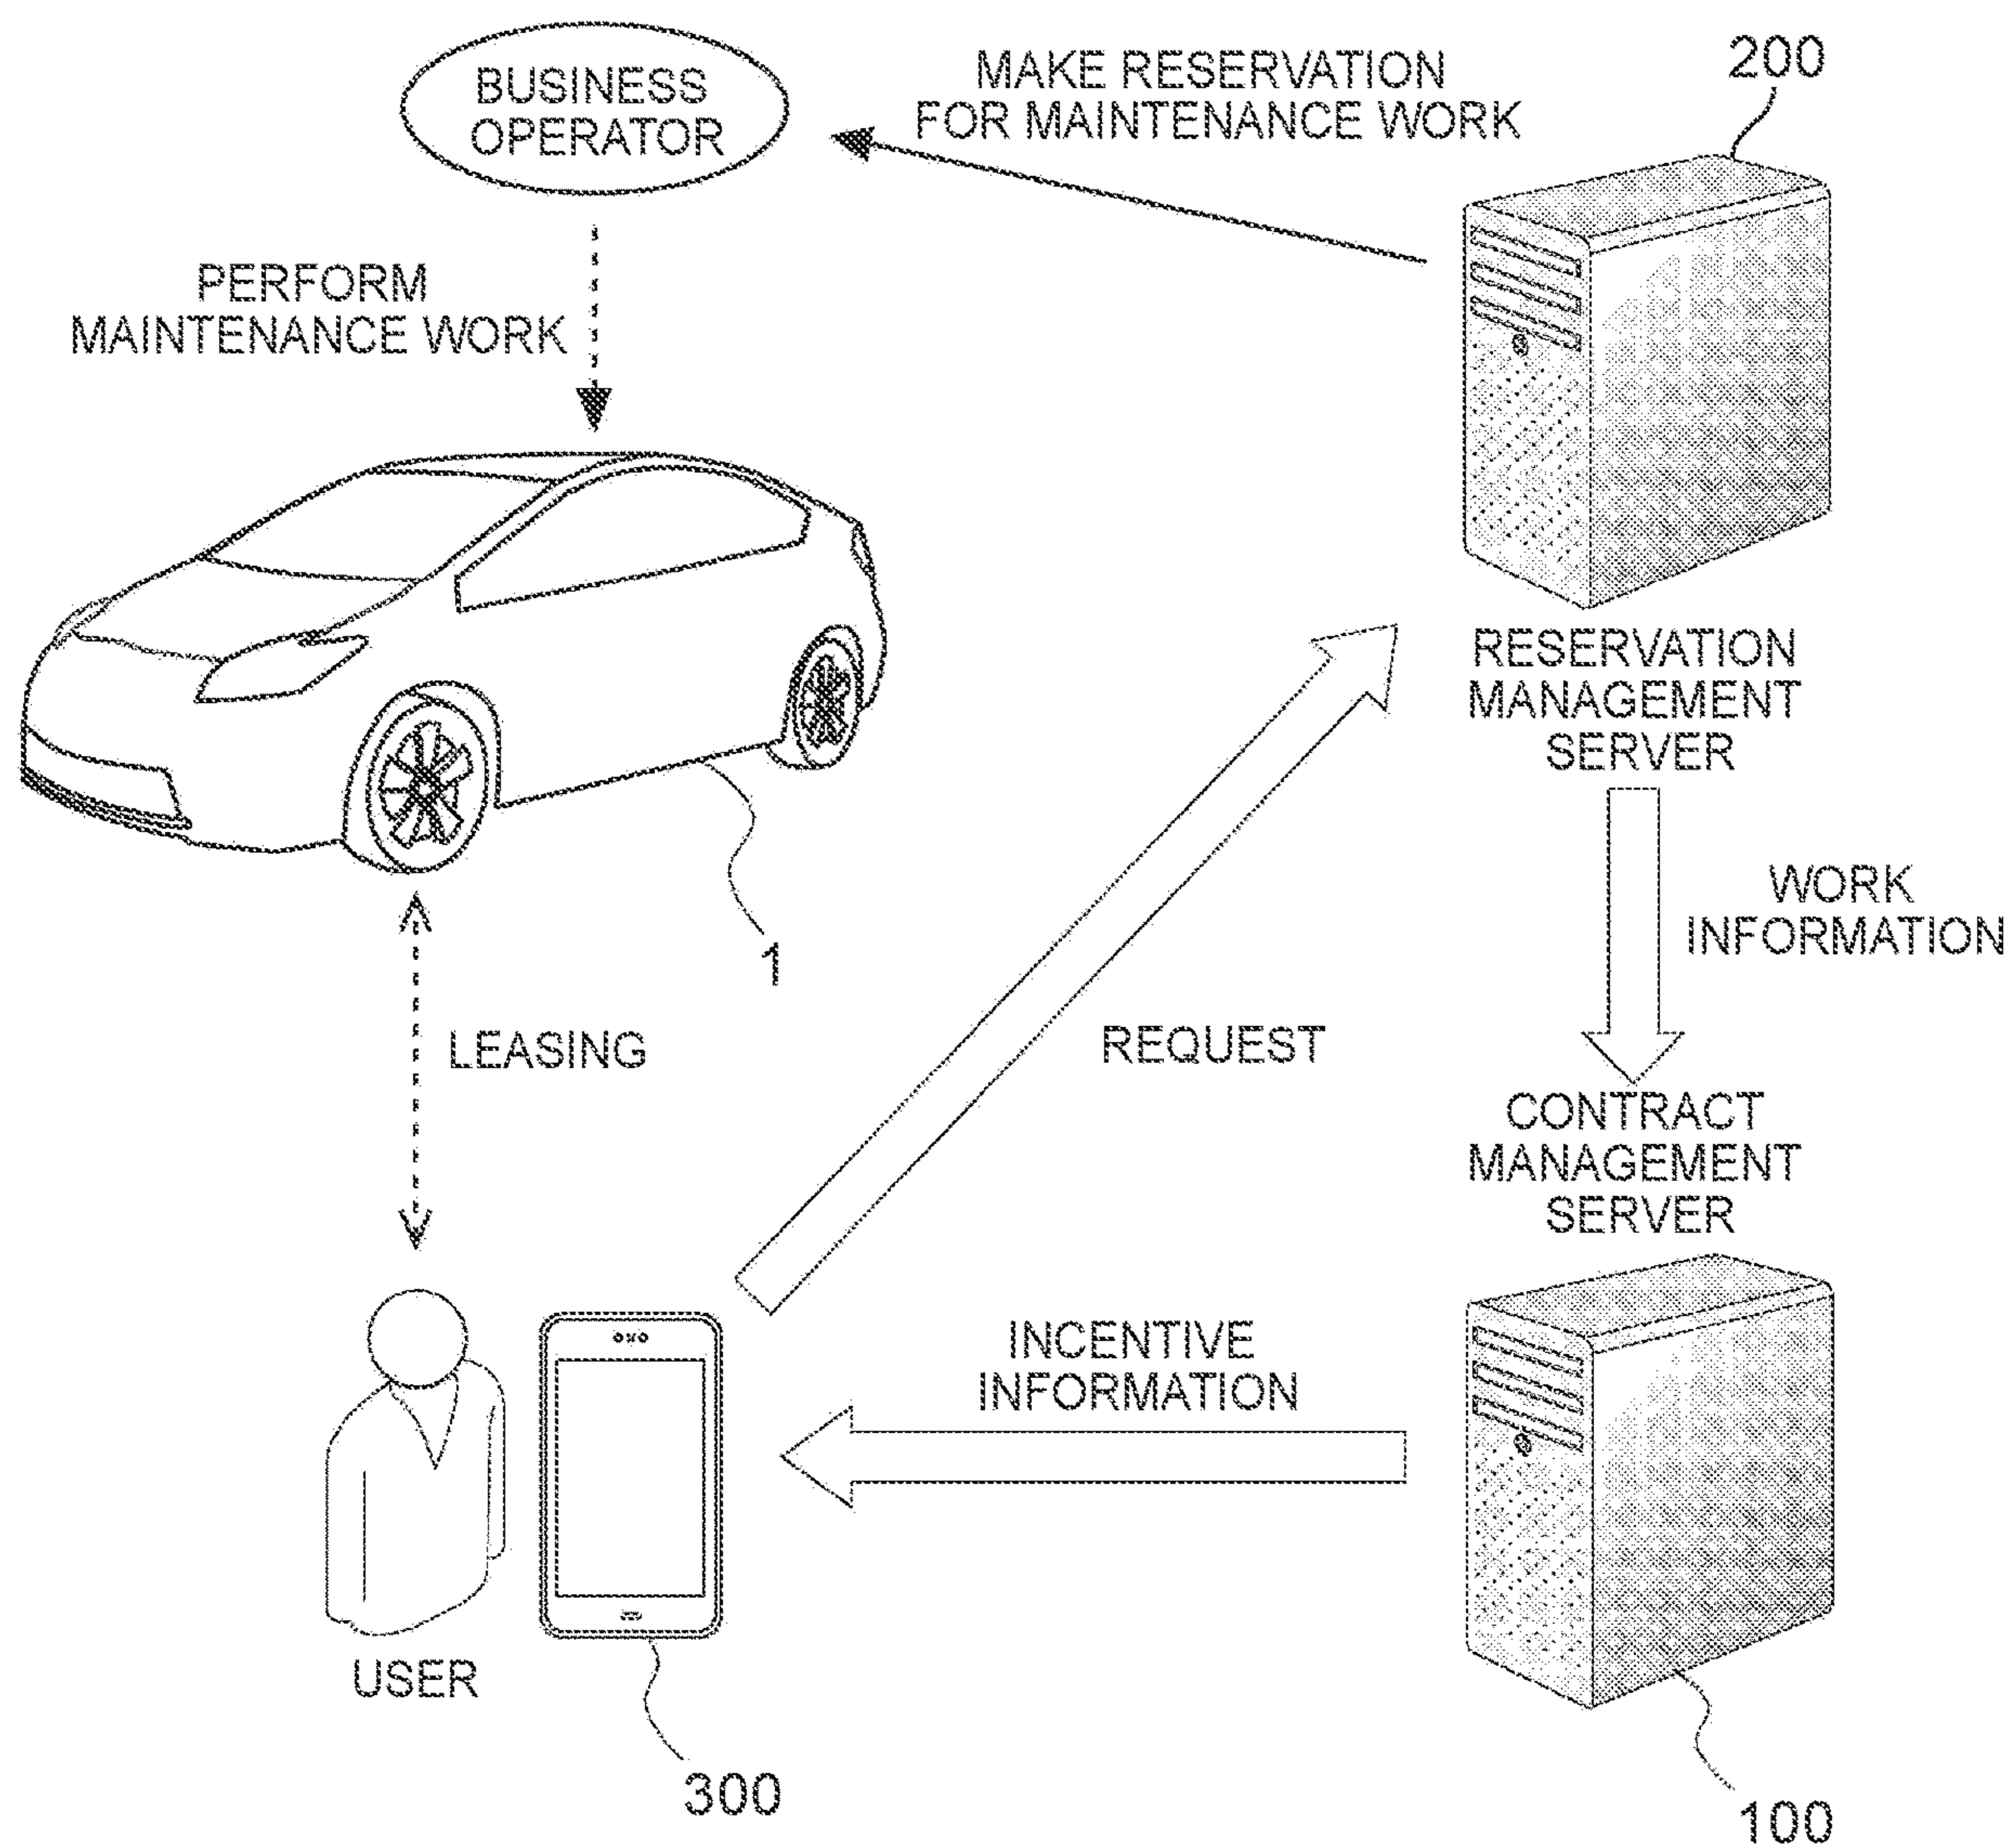 BUSINESS
OPERATOR
MAKE RESERVATION
FOR MAINTENANCE WORK
200
PERFORM
MAINTENANCE WORK
RESERVATION
MANAGEMENT
SERVER
1
WORK
INFORMATION
LEASING
REQUEST
CONTRACT
MANAGEMENT
SERVER
INCENTIVE
INFORMATION
USER
300
100